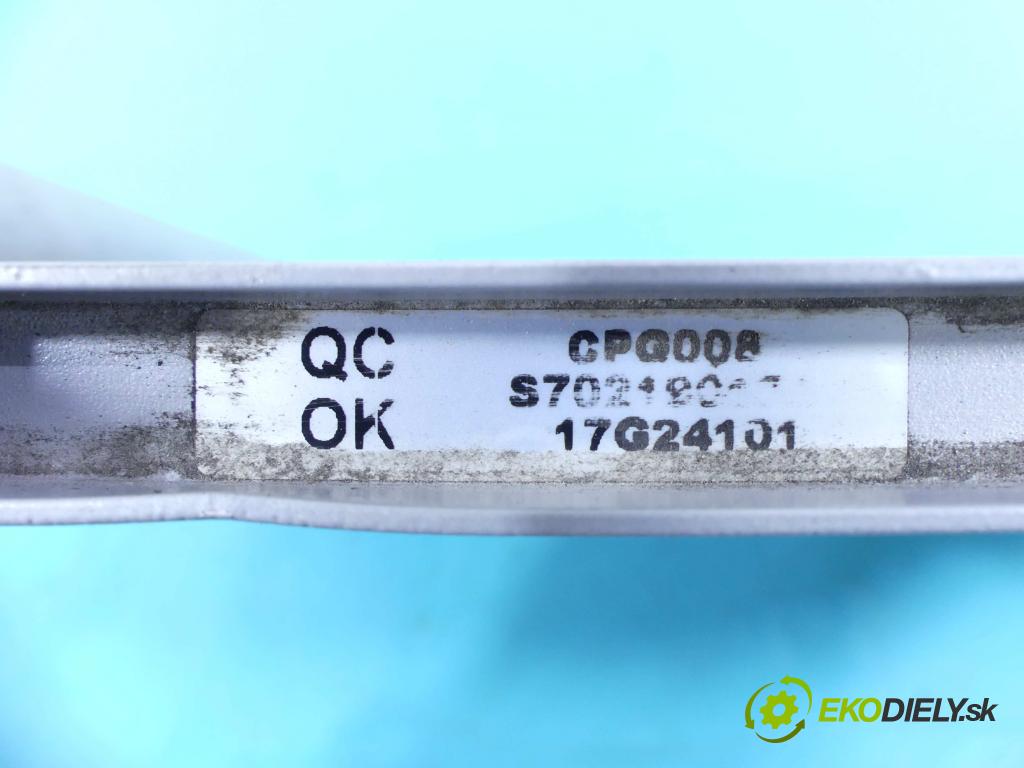 QC
OK
CPQ008
17G24101
EKODIELY.sk